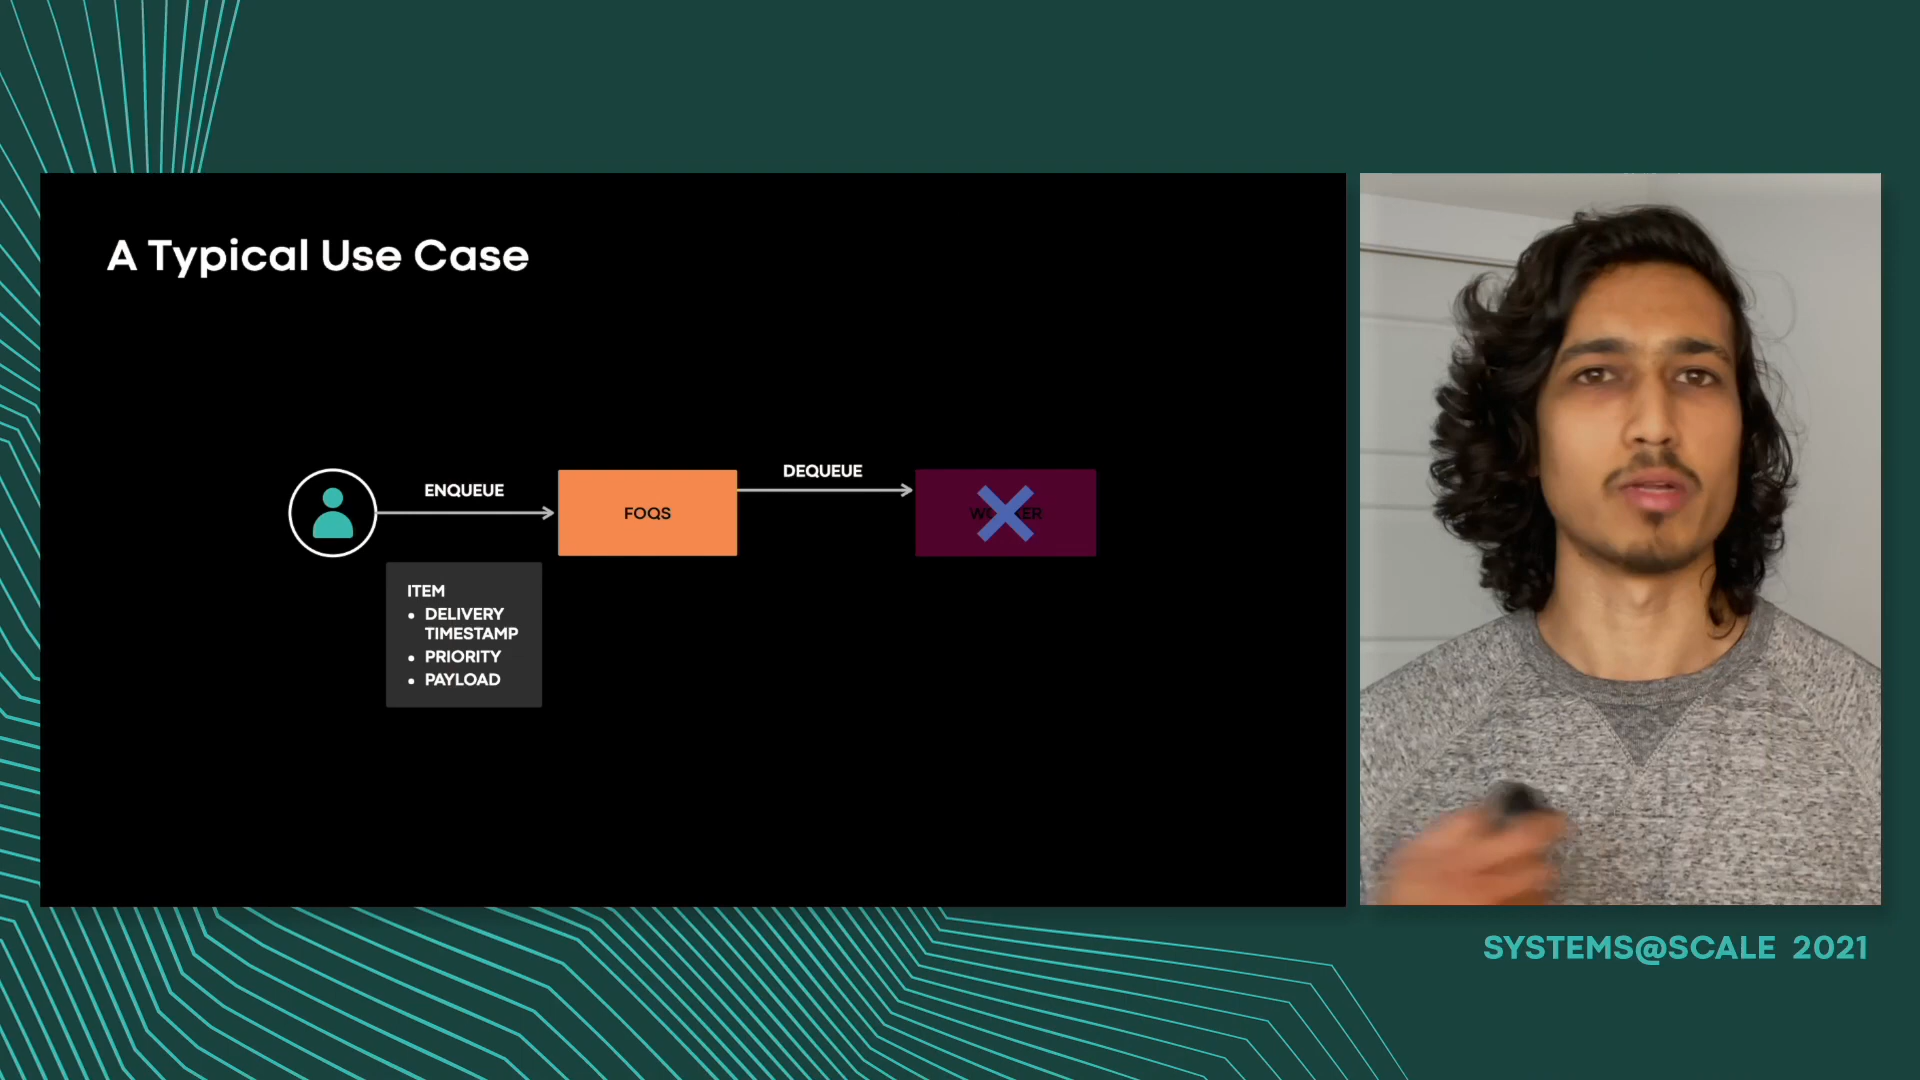 A Typical Use Case
ENQUEUE
FOQS
DEQUEUE
ITEM
• DELIVERY
TIMESTAMP
• PRIORITY
• PAYLOAD
SYSTEMS@SCALE 2021